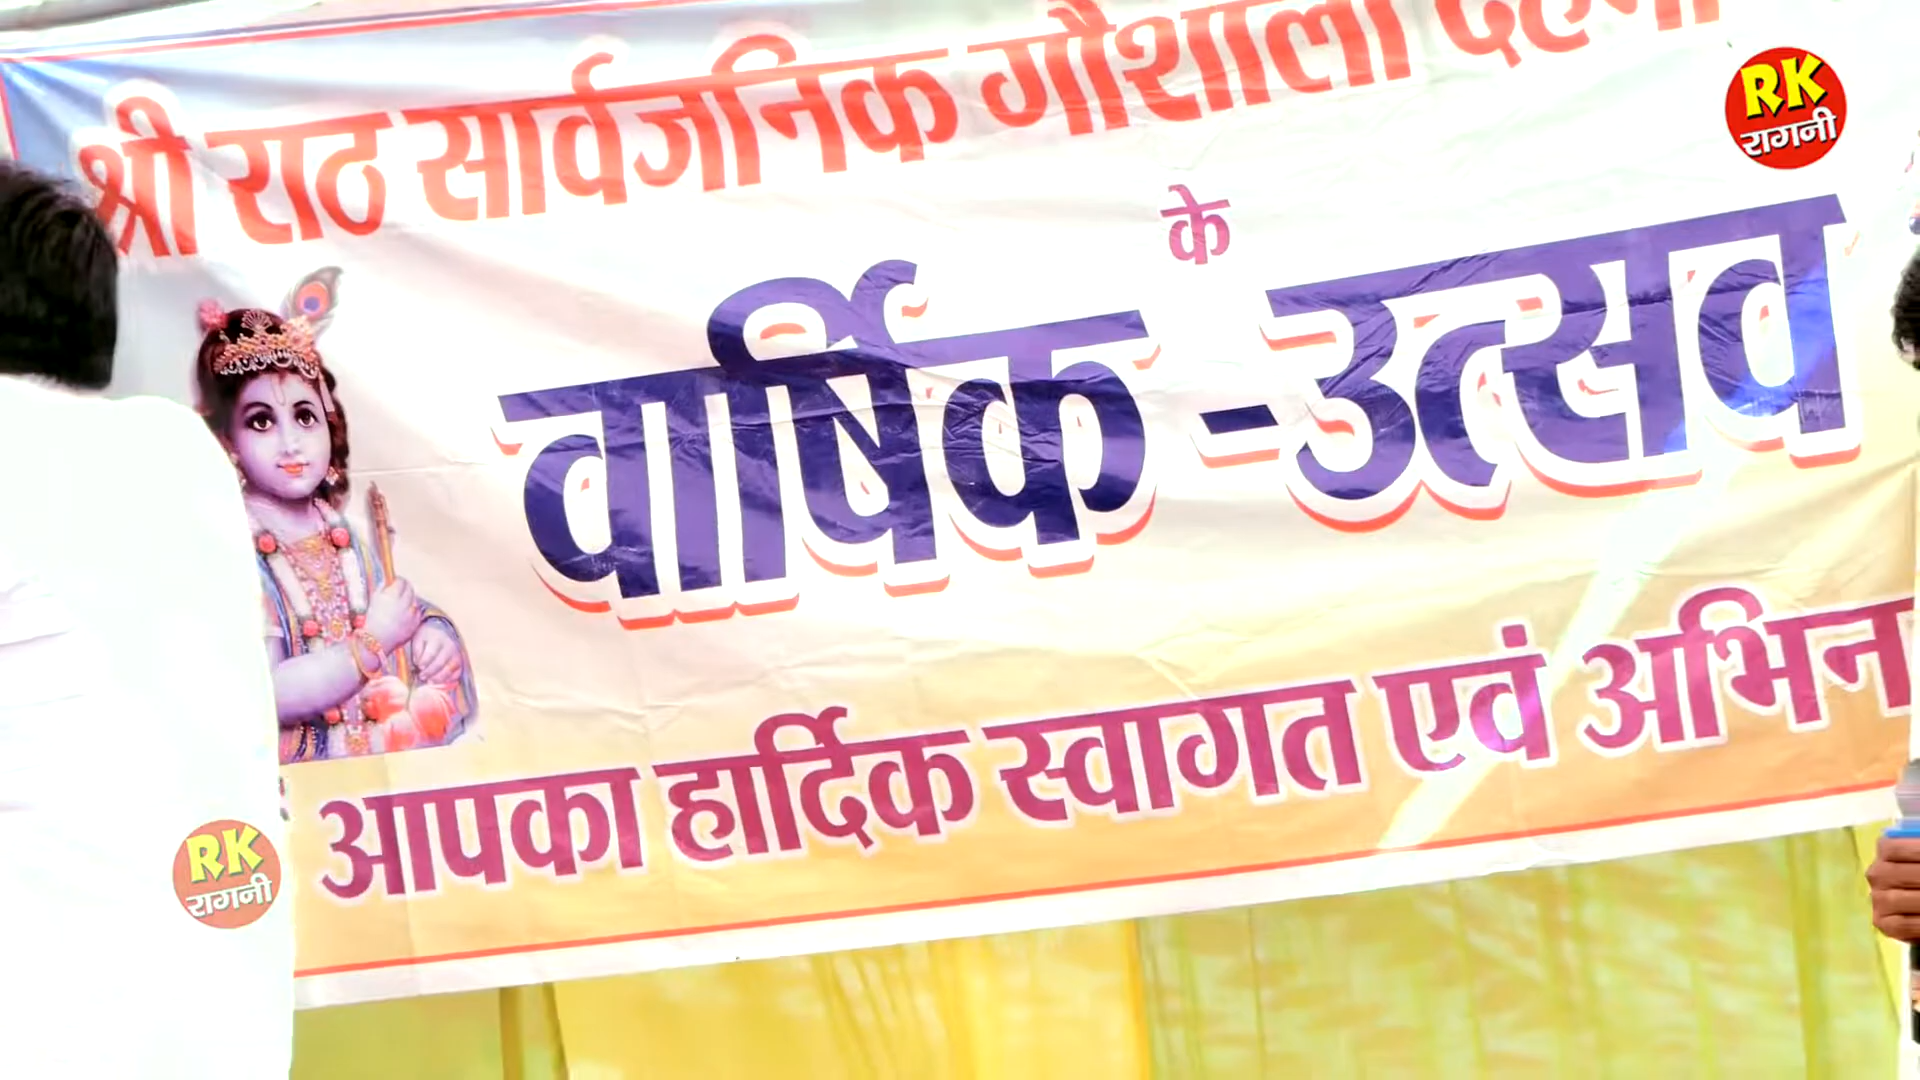 श्री राठ सार्वजनिक गौशाला
के
वार्षिक-उत्सव
आपका हार्दिक स्वागत एवं
RK
रागनी
RK
रागनी